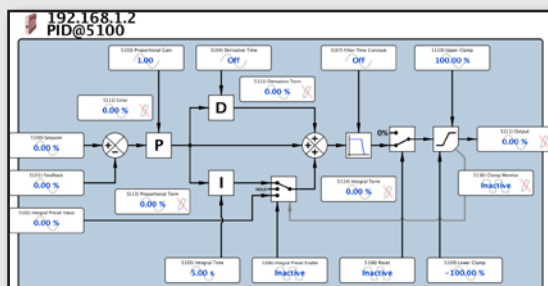 192.168.1.2
PID@5100
5103) Proportional Gain
1.00
5104) Derivative Time
Off
5107) Filter Time Constant
Off
5110) Upper Clamp
100.00 %
5115) Derivative Term
0.00 %
5112) Error
0.00 %
5100) Setpoint
0.00 %
P
D
0%
5111) Output
0.00 %
5101) Feedback
0.00 %
I
HOLD
5113) Proportional Term
0.00 %
5114) Integral Term
0.00 %
5116) Clamp Monitor
Inactive
5102) Integral Preset Value
0.00 %
5105) Integral Time
5.00 s
5106) Integral Preset Enable
Inactive
5108) Reset
Inactive
5109) Lower Clamp
-100.00 %